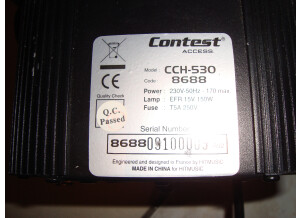 Contest
ACCESS
Model: CCH-530
Code: 8688
Power : 230V-50Hz - 170 max
Lamp : EFR 15V 150W
Fuse : T5A 250V
Quality Check
Q.C.
Passed
Serial Number
8688
Engineered and designed in France by HITMUSIC
MADE IN CHINA for HITMUSIC